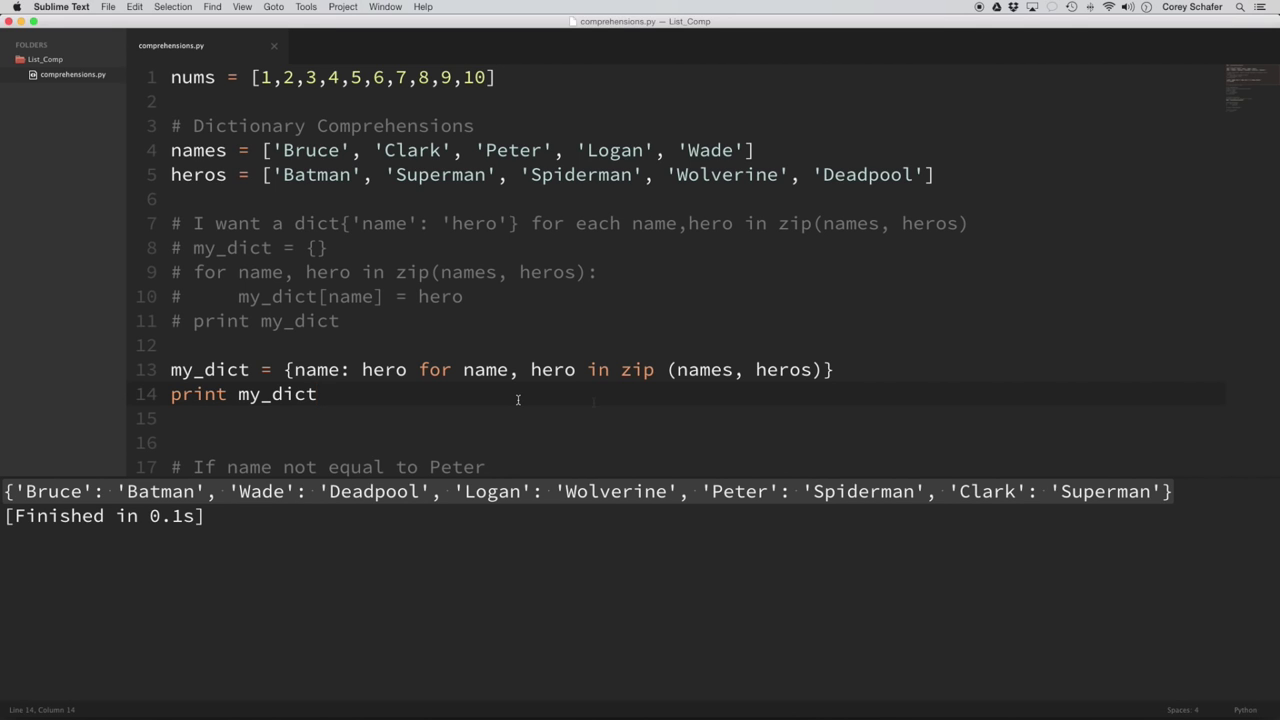 Sublime Text File Edit Selection Find View Goto Tools Project Window Help Corey Schafer
comprehensions.py — List_Comp
FOLDERS
List_Comp
comprehensions.py
comprehensions.py
1 nums = [1,2,3,4,5,6,7,8,9,10]
2
3 # Dictionary Comprehensions
4 names = ['Bruce', 'Clark', 'Peter', 'Logan', 'Wade']
5 heros = ['Batman', 'Superman', 'Spiderman', 'Wolverine', 'Deadpool']
6
7 # I want a dict{'name': 'hero'} for each name,hero in zip(names, heros)
8 # my_dict = {}
9 # for name, hero in zip(names, heros):
10 #     my_dict[name] = hero
11 # print my_dict
12
13 my_dict = {name: hero for name, hero in zip (names, heros)}
14 print my_dict
15
16
17 # If name not equal to Peter
{'Bruce': 'Batman', 'Wade': 'Deadpool', 'Logan': 'Wolverine', 'Peter': 'Spiderman', 'Clark': 'Superman'}
[Finished in 0.1s]
Line 14, Column 14 Spaces: 4 Python